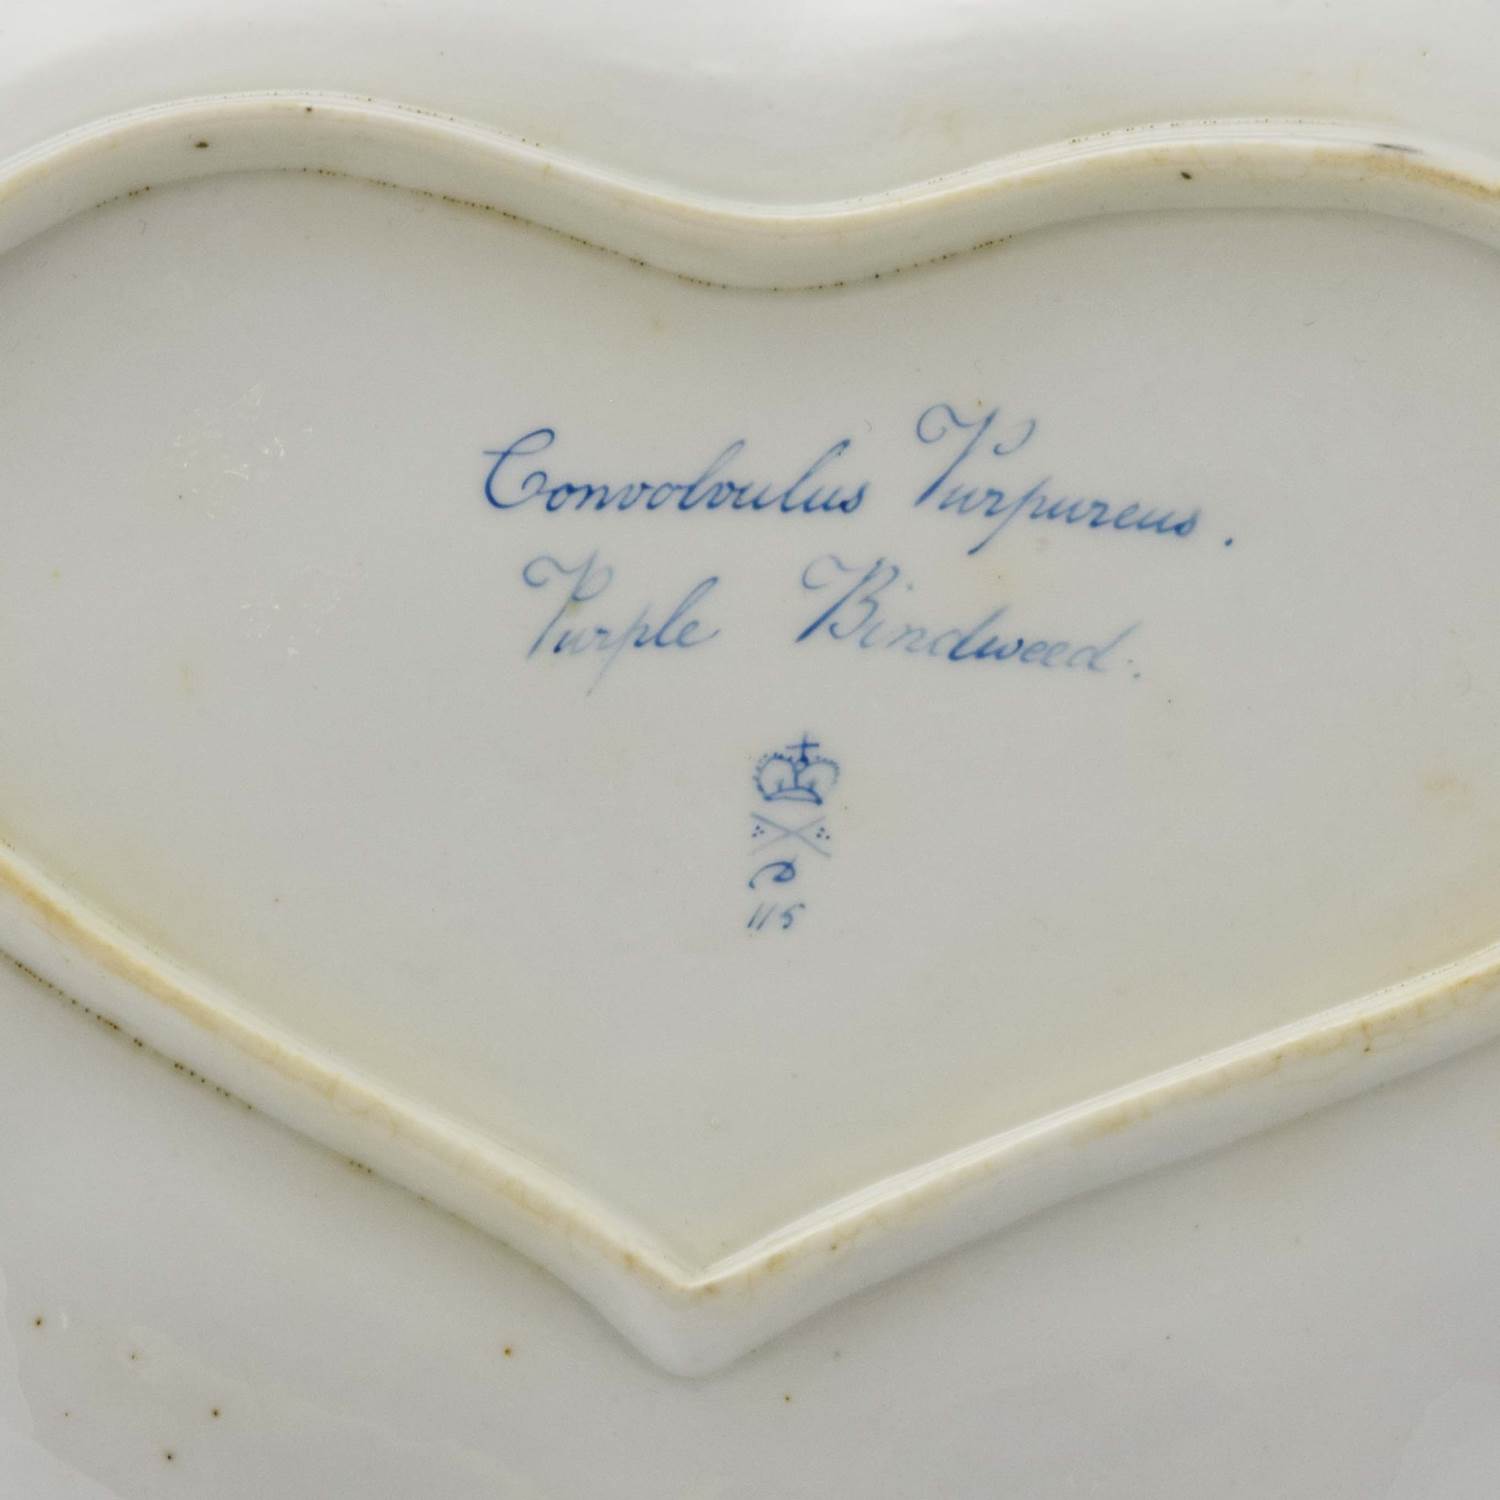 Convolvulus Purpureus.
Purple Bindweed.
D
115